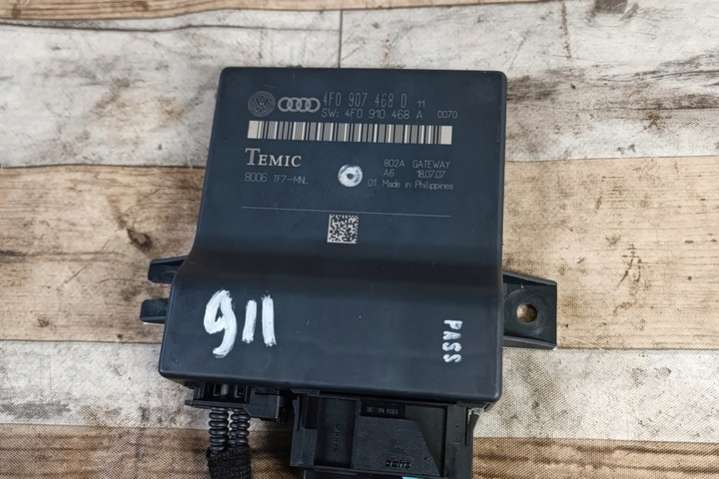 4F0 907 468 D 11
SW: 4F0 910 468 A 0070
TEMIC
802A GATEWAY
8006 TF7-MNL
A6 18.07.07
01 Made in Philippines
911
PASS